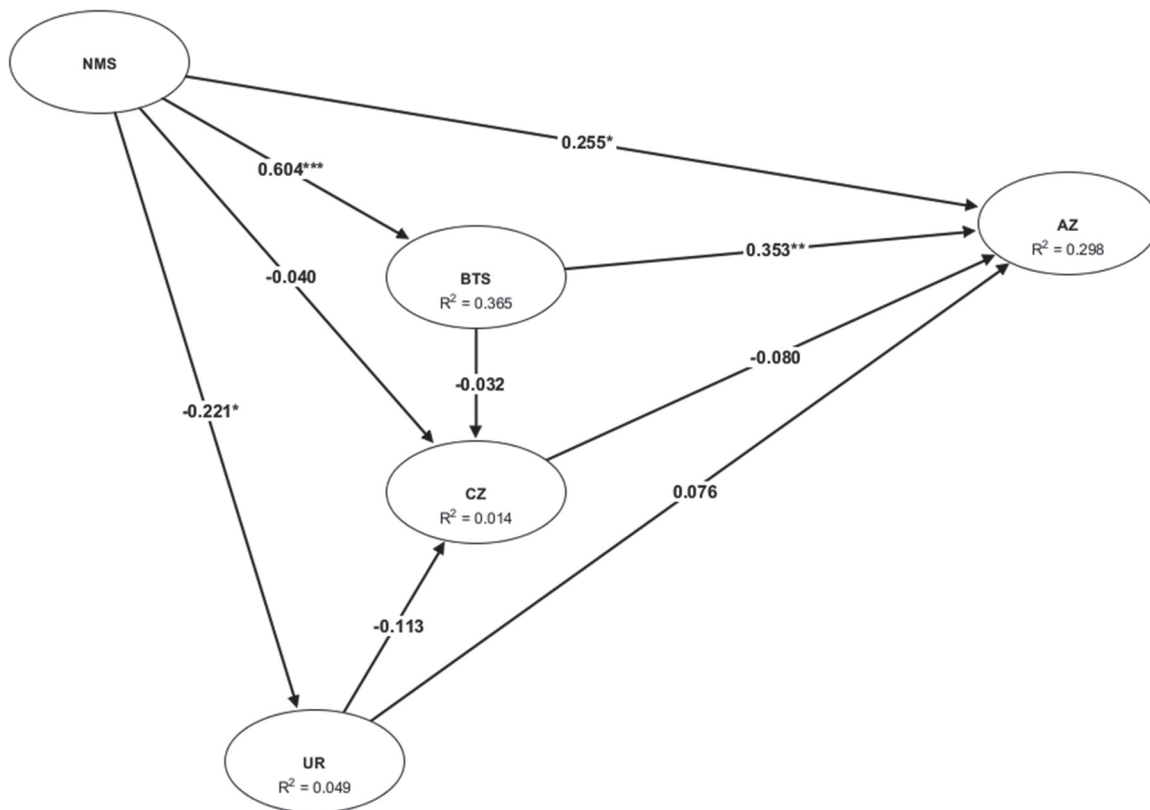 NMS
0.255*
0.604***
AZ
R² = 0.298
0.353**
BTS
R² = 0.365
-0.040
-0.080
-0.032
-0.221*
CZ
R² = 0.014
0.076
-0.113
UR
R² = 0.049